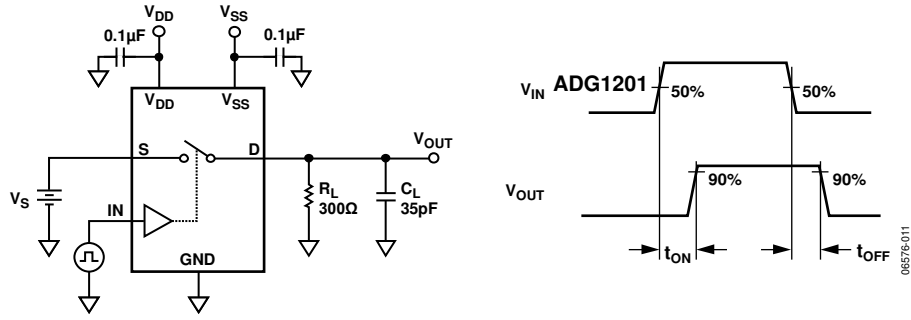 VDD
VSS
0.1µF
0.1µF
VDD
VSS
S
D
VOUT
VS
IN
RL
300Ω
CL
35pF
GND
VIN ADG1201
50%
50%
VOUT
90%
90%
tON
tOFF
06576-011